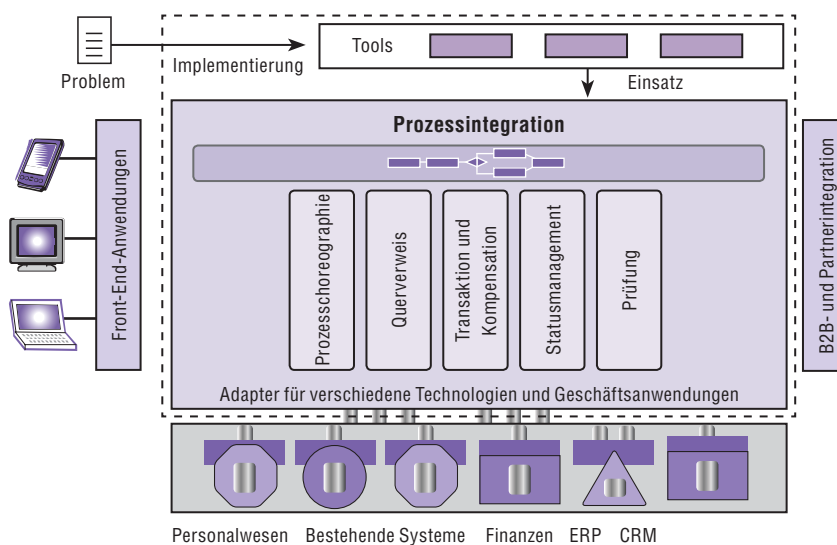 Tools
Problem
Implementierung
Einsatz
Prozessintegration
Front-End-Anwendungen
Prozesschoreographie
Querverweis
Transaktion und
Kompensation
Statusmanagement
Prüfung
B2B- und Partnerintegration
Adapter für verschiedene Technologien und Geschäftsanwendungen
Personalwesen Bestehende Systeme Finanzen ERP CRM